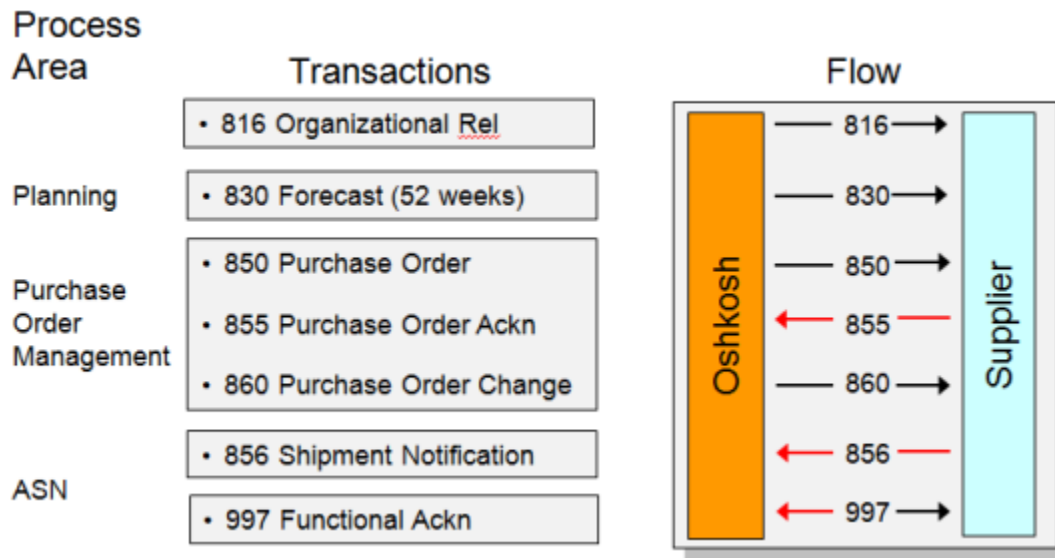 Process
Area
Transactions
Flow
• 816 Organizational Rel
Planning
• 830 Forecast (52 weeks)
Purchase
Order
Management
• 850 Purchase Order
• 855 Purchase Order Ackn
• 860 Purchase Order Change
ASN
• 856 Shipment Notification
• 997 Functional Ackn
Oshkosh
816
830
850
855
860
856
997
Supplier